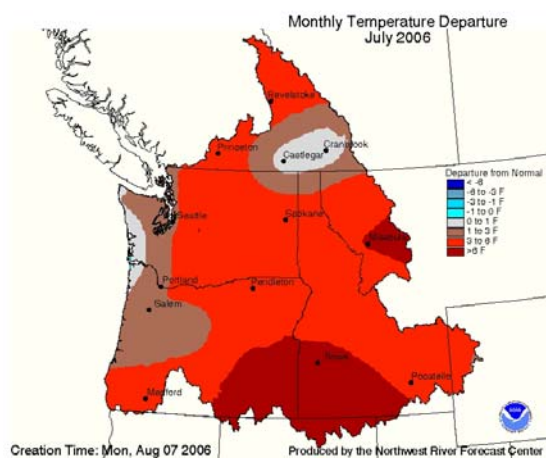 Monthly Temperature Departure
July 2006
Revelstoke
Princeton
Cranbrook
Castlegar
Departure from Normal
< -6
-6 to -3 F
-3 to -1 F
-1 to 0 F
0 to 1 F
1 to 3 F
3 to 6 F
>6 F
Seattle
Spokane
Missoula
Portland
Pendleton
Salem
Boise
Pocatello
Medford
NOAA
Creation Time: Mon, Aug 07 2006
Produced by the Northwest River Forecast Center